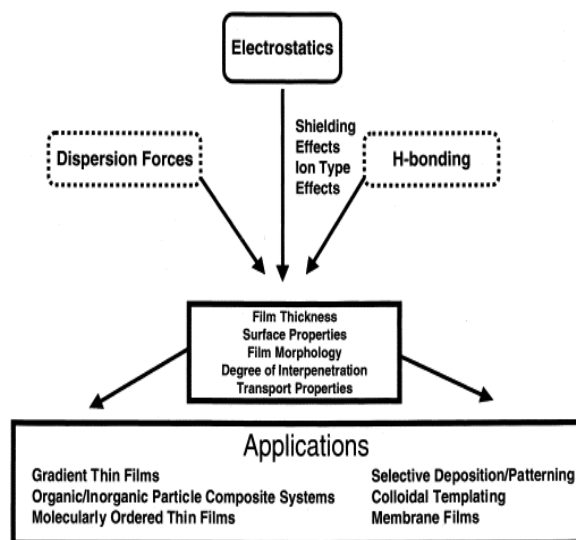 Electrostatics
Shielding
Effects
Ion Type
Effects
Dispersion Forces
H-bonding
Film Thickness
Surface Properties
Film Morphology
Degree of Interpenetration
Transport Properties
Applications
Gradient Thin Films
Organic/Inorganic Particle Composite Systems
Molecularly Ordered Thin Films
Selective Deposition/Patterning
Colloidal Templating
Membrane Films